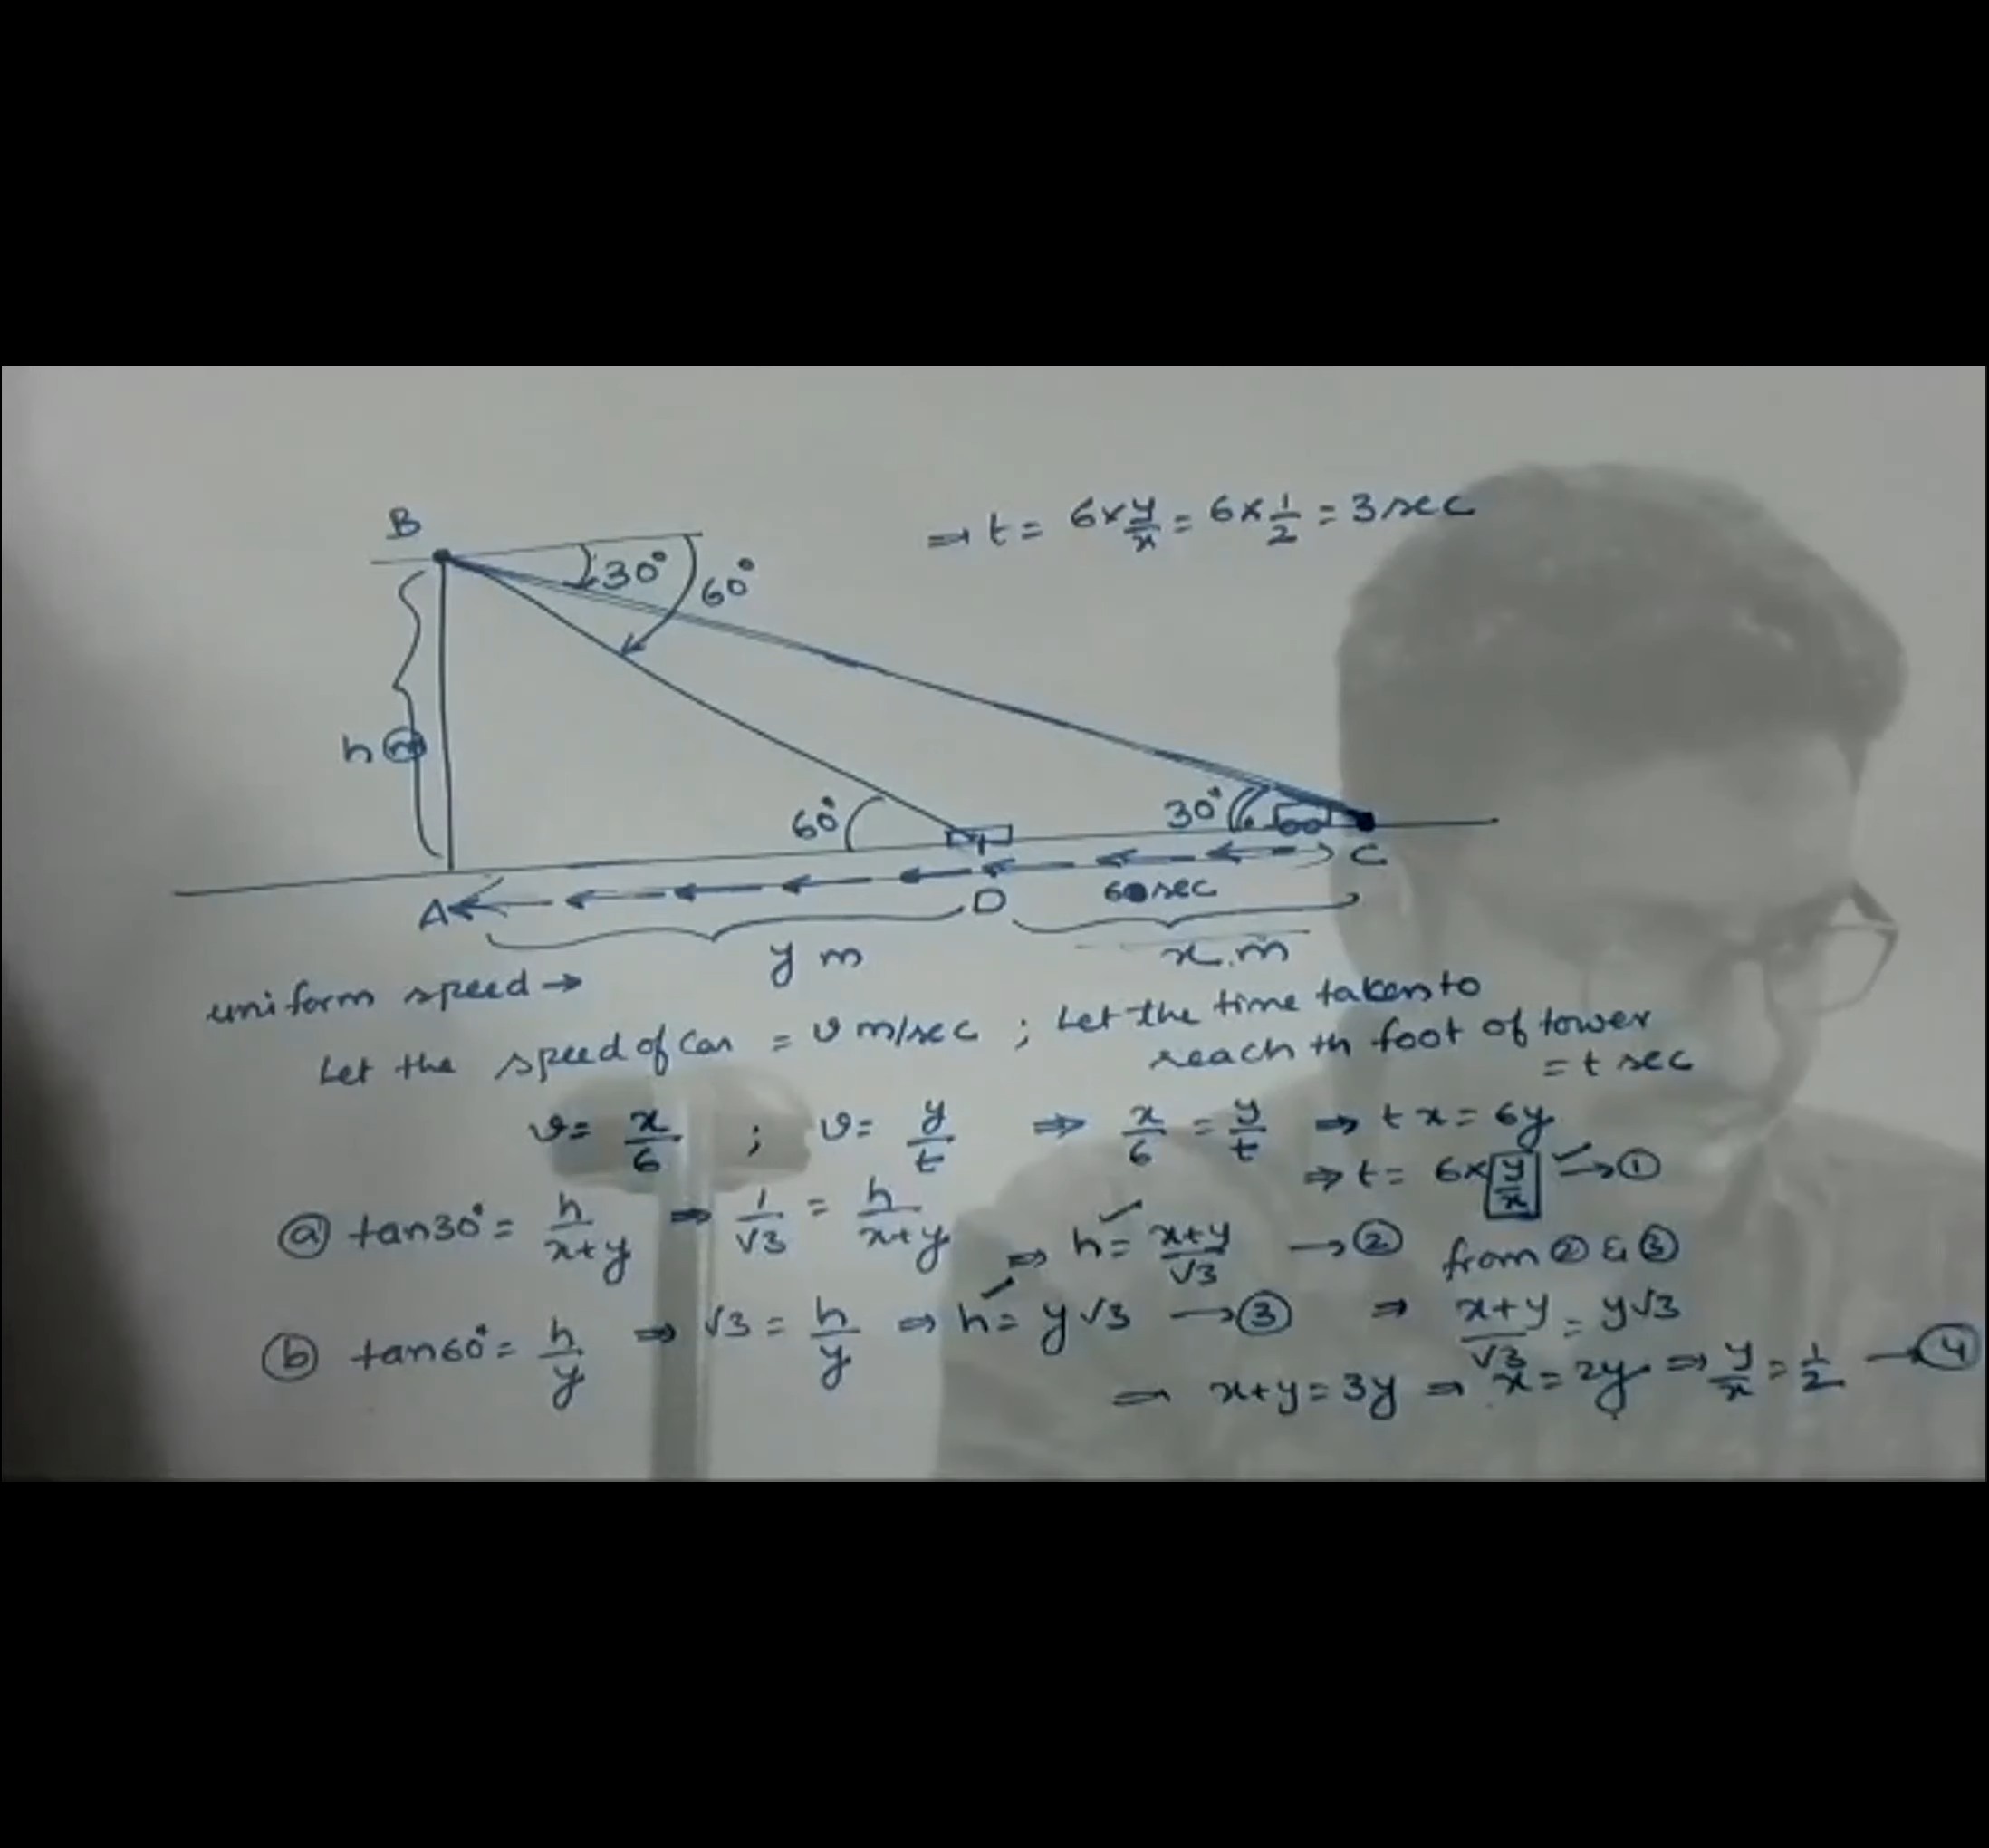 B
⇒ t = 6×y/x = 6×1/2 = 3 sec
30°
60°
h m
60°
30°
A
D
6 sec
C
y m
x m
uniform speed →
Let the speed of car = v m/sec ; Let the time taken to
reach th foot of tower
= t sec
v = x/6 ; v = y/t ⇒ x/6 = y/t ⇒ t x = 6y
⇒ t = 6× y/x → ①
ⓐ tan30° = h/x+y ⇒ 1/√3 = h/x+y ⇒ h = x+y/√3 → ② from ② & ③
ⓑ tan60° = h/y ⇒ √3 = h/y ⇒ h = y√3 → ③ ⇒ x+y/√3 = y√3
⇒ x+y = 3y ⇒ x = 2y ⇒ y/x = 1/2 → ④